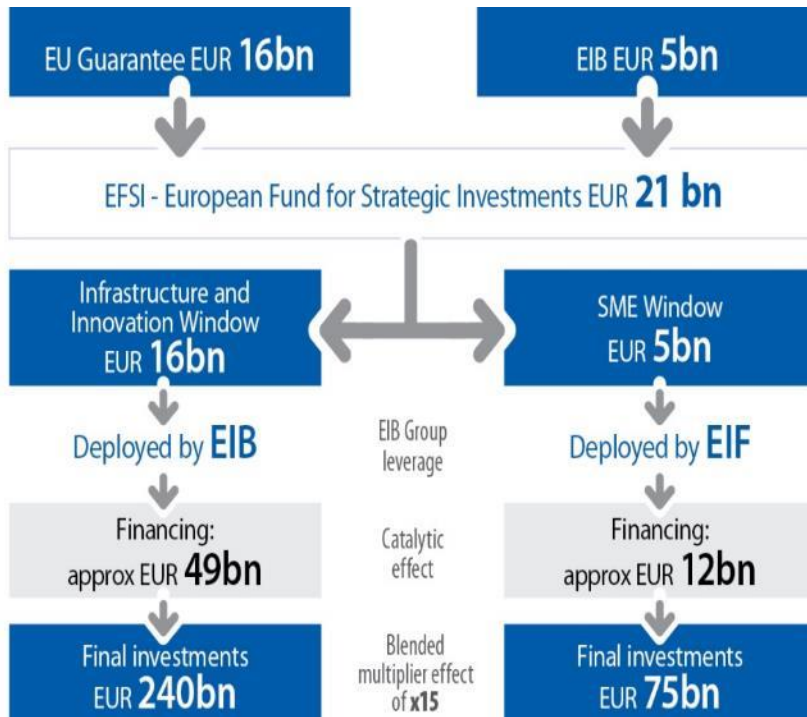 EU Guarantee EUR 16bn
EIB EUR 5bn
EFSI - European Fund for Strategic Investments EUR 21 bn
Infrastructure and
Innovation Window
EUR 16bn
SME Window
EUR 5bn
Deployed by EIB
EIB Group
leverage
Deployed by EIF
Financing:
approx EUR 49bn
Catalytic
effect
Financing:
approx EUR 12bn
Final investments
EUR 240bn
Blended
multiplier effect
of x15
Final investments
EUR 75bn